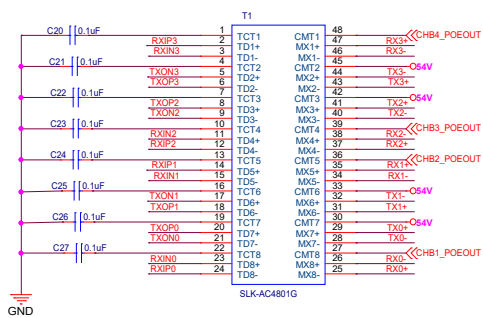 T1
C20 0.1uF 1 TCT1 CMT1 48 CHB4_POEOUT
RXIP3 2 TD1+ MX1+ 47 RX3+
RXIN3 3 TD1- MX1- 46 RX3-
C21 0.1uF 4 TCT2 CMT2 45 54V
TXON3 5 TD2+ MX2+ 44 TX3-
TXOP3 6 TD2- MX2- 43 TX3+
C22 0.1uF 7 TCT3 CMT3 42 54V
TXOP2 8 TD3+ MX3+ 41 TX2+
TXON2 9 TD3- MX3- 40 TX2-
C23 0.1uF 10 TCT4 CMT4 39 CHB3_POEOUT
RXIN2 11 TD4+ MX4+ 38 RX2-
RXIP2 12 TD4- MX4- 37 RX2+
C24 0.1uF 13 TCT5 CMT5 36 CHB2_POEOUT
RXIP1 14 TD5+ MX5+ 35 RX1+
RXIN1 15 TD5- MX5- 34 RX1-
C25 0.1uF 16 TCT6 CMT6 33 54V
TXON1 17 TD6+ MX6+ 32 TX1-
TXOP1 18 TD6- MX6- 31 TX1+
C26 0.1uF 19 TCT7 CMT7 30 54V
TXOP0 20 TD7+ MX7+ 29 TX0+
TXON0 21 TD7- MX7- 28 TX0-
C27 0.1uF 22 TCT8 CMT8 27 CHB1_POEOUT
RXIN0 23 TD8+ MX8+ 26 RX0-
RXIP0 24 TD8- MX8- 25 RX0+
SLK-AC4801G
GND